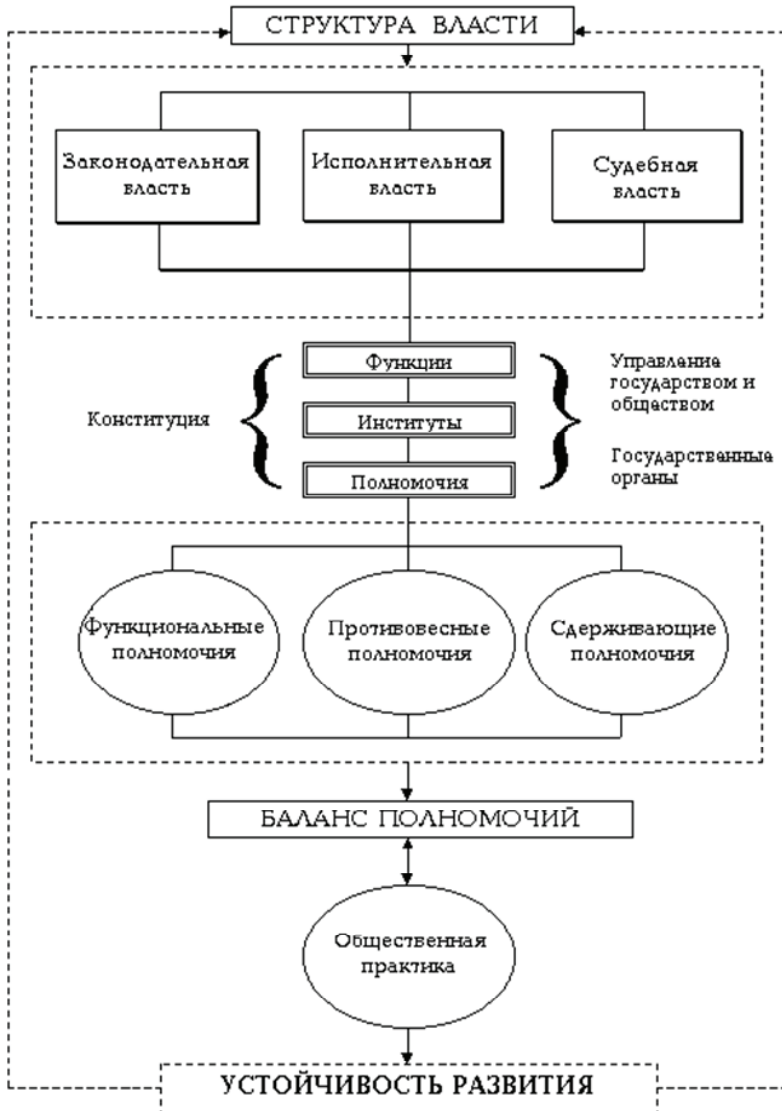 СТРУКТУРА ВЛАСТИ
Законодательная
власть
Исполнительная
власть
Судебная
власть
Функции
Институты
Полномочия
Конституция
Управление
государством и
обществом
Государственные
органы
Функциональные
полномочия
Противовесные
полномочия
Сдерживающие
полномочия
БАЛАНС ПОЛНОМОЧИЙ
Общественная
практика
УСТОЙЧИВОСТЬ РАЗВИТИЯ